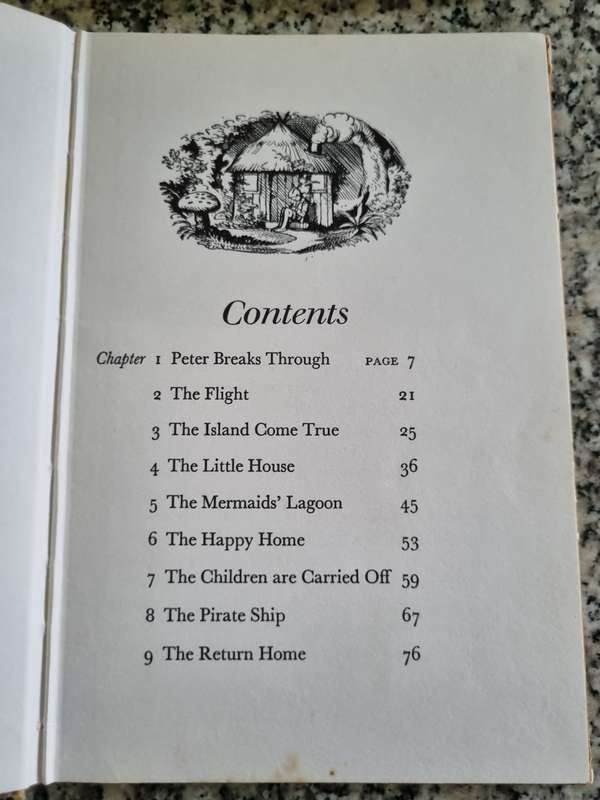 Contents
Chapter 1 Peter Breaks Through PAGE 7
2 The Flight 21
3 The Island Come True 25
4 The Little House 36
5 The Mermaids' Lagoon 45
6 The Happy Home 53
7 The Children are Carried Off 59
8 The Pirate Ship 67
9 The Return Home 76